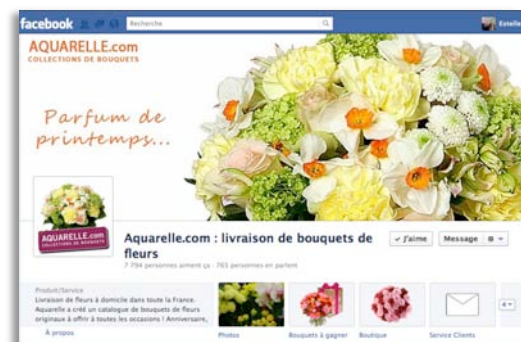 facebook
Recherche
Estelle
AQUARELLE.com
COLLECTIONS DE BOUQUETS
Parfum de
printemps...
AQUARELLE.com
COLLECTIONS DE BOUQUETS
Aquarelle.com : livraison de bouquets de
fleurs
✓ J'aime
Message
7 794 personnes aiment ça · 765 personnes en parlent
Produit/Service
Livraison de fleurs à domicile dans toute la France.
Aquarelle a créé un catalogue de bouquets de fleurs
originaux à offrir à toutes les occasions ! Anniversaire,
À propos
Photos
Bouquets à gagner
Boutique
Service Clients
4